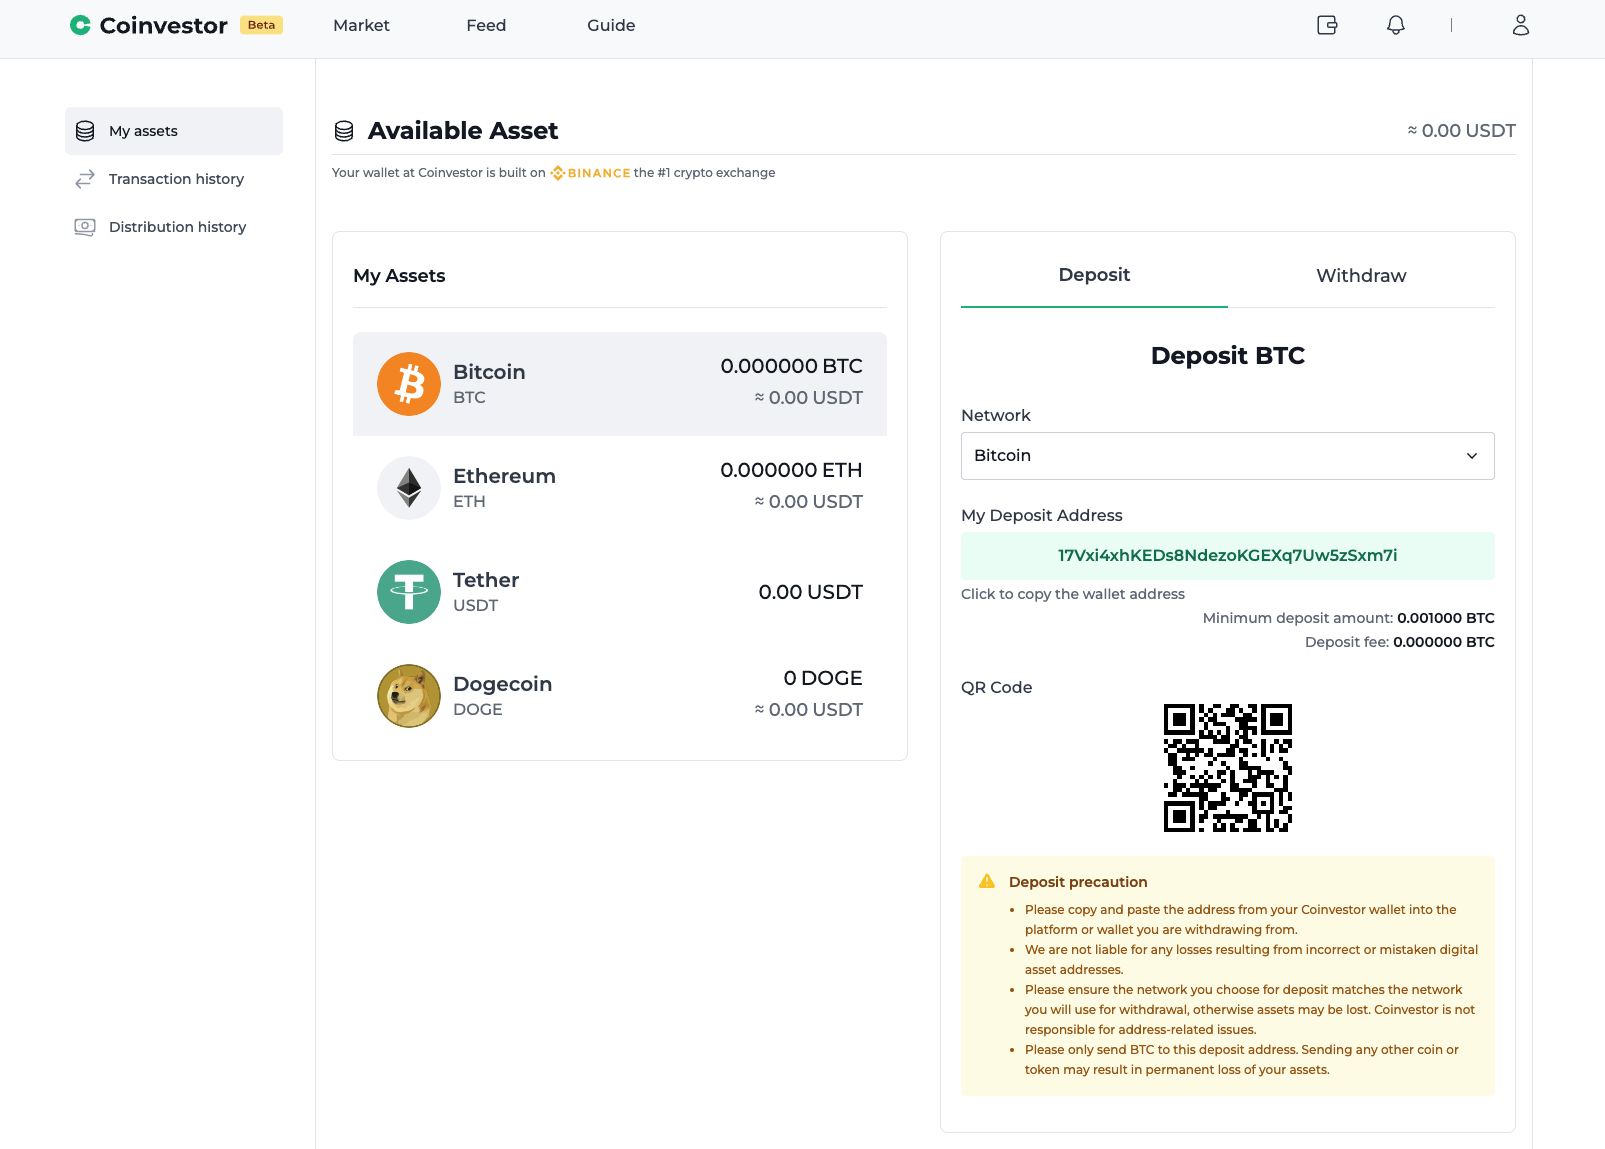 Coinvestor Beta Market Feed Guide
My assets
Transaction history
Distribution history
Available Asset ≈ 0.00 USDT
Your wallet at Coinvestor is built on BINANCE the #1 crypto exchange
My Assets
Bitcoin 0.000000 BTC
BTC ≈ 0.00 USDT
Ethereum 0.000000 ETH
ETH ≈ 0.00 USDT
Tether 0.00 USDT
USDT
Dogecoin 0 DOGE
DOGE ≈ 0.00 USDT
Deposit Withdraw
Deposit BTC
Network
Bitcoin
My Deposit Address
17Vxi4xhKEDs8NdezoKGEXq7Uw5zSxm7i
Click to copy the wallet address
Minimum deposit amount: 0.001000 BTC
Deposit fee: 0.000000 BTC
QR Code
Deposit precaution
• Please copy and paste the address from your Coinvestor wallet into the
platform or wallet you are withdrawing from.
• We are not liable for any losses resulting from incorrect or mistaken digital
asset addresses.
• Please ensure the network you choose for deposit matches the network
you will use for withdrawal, otherwise assets may be lost. Coinvestor is not
responsible for address-related issues.
• Please only send BTC to this deposit address. Sending any other coin or
token may result in permanent loss of your assets.